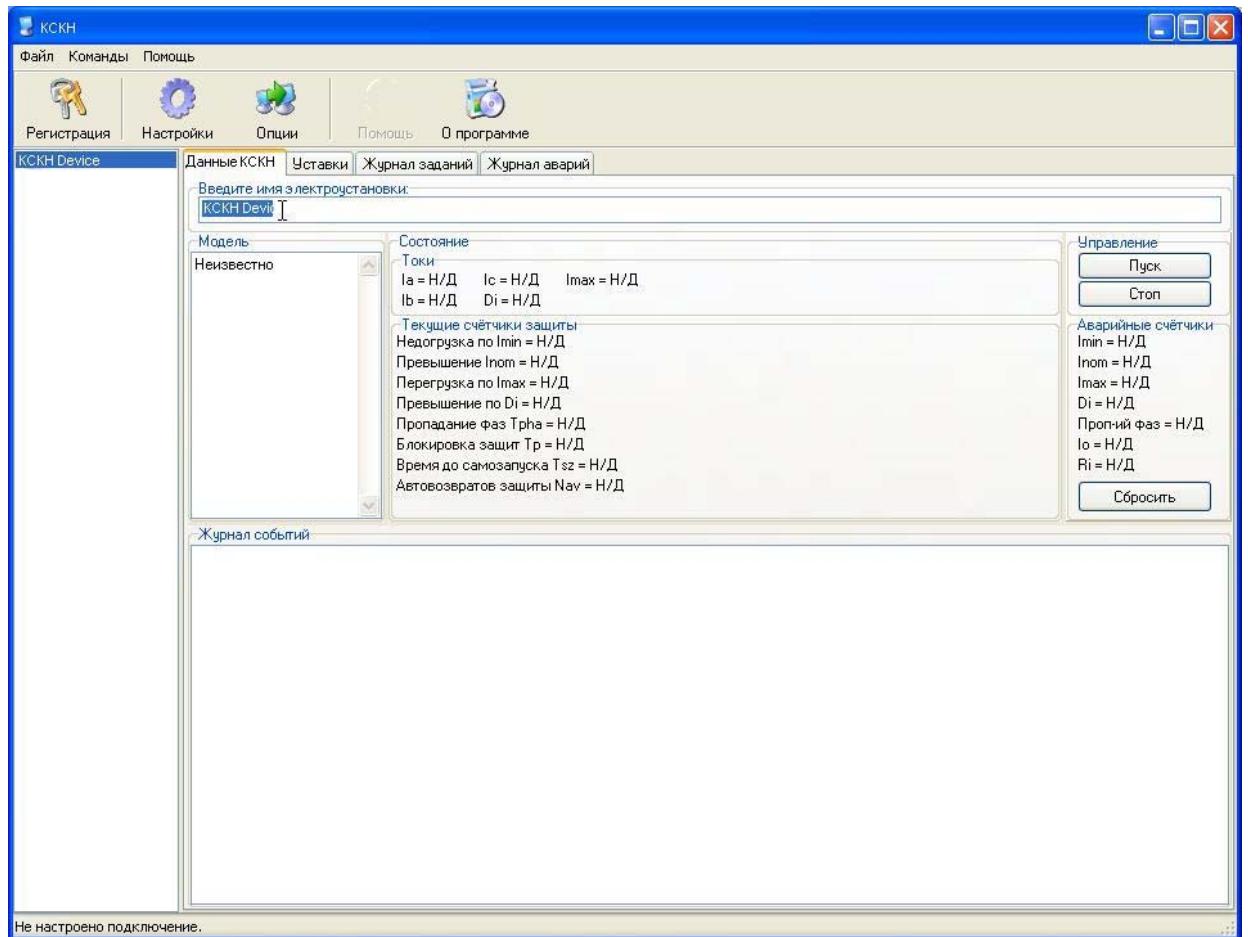 КСКН
Файл Команды Помощь
Регистрация Настройки Опции Помощь О программе
KCKH Device
Данные КСКН Уставки Журнал заданий Журнал аварий
Введите имя электроустановки:
KCKH Devic
Модель
Неизвестно
Состояние
Токи
Ia = Н/Д Ic = Н/Д Imax = Н/Д
Ib = Н/Д Di = Н/Д
Текущие счётчики защиты
Недогрузка по Imin = Н/Д
Превышение Inom = Н/Д
Перегрузка по Imax = Н/Д
Превышение по Di = Н/Д
Пропадание фаз Tpha = Н/Д
Блокировка защит Tp = Н/Д
Время до самозапуска Tsz = Н/Д
Автовозвратов защиты Nav = Н/Д
Управление
Пуск
Стоп
Аварийные счётчики
Imin = Н/Д
Inom = Н/Д
Imax = Н/Д
Di = Н/Д
Проп-ий фаз = Н/Д
Io = Н/Д
Ri = Н/Д
Сбросить
Журнал событий
Не настроено подключение.